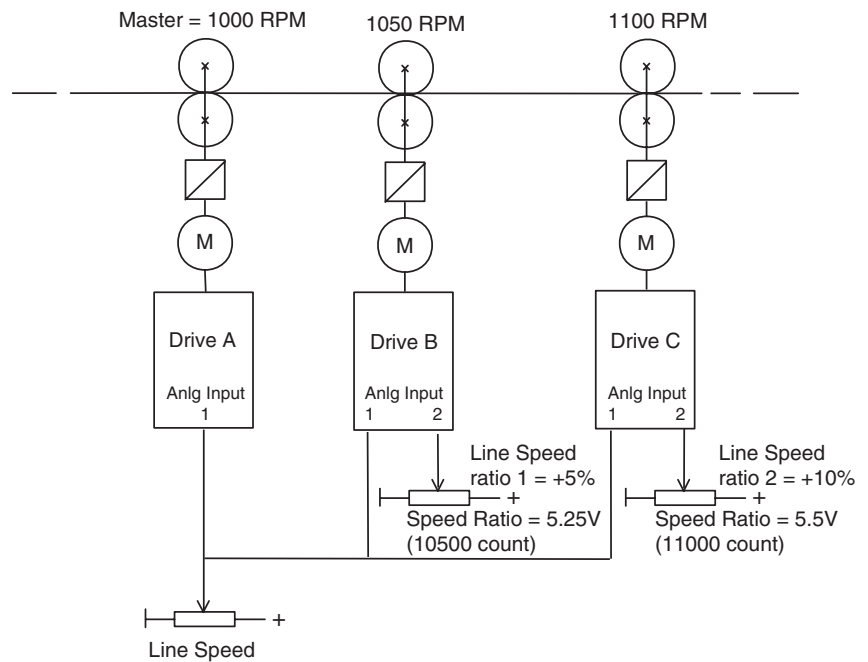 Master = 1000 RPM
1050 RPM
1100 RPM
M
M
M
Drive A
Anlg Input
1
Drive B
Anlg Input
1 2
Drive C
Anlg Input
1 2
Line Speed
ratio 1 = +5%
+
Speed Ratio = 5.25V
(10500 count)
Line Speed
ratio 2 = +10%
+
Speed Ratio = 5.5V
(11000 count)
+
Line Speed